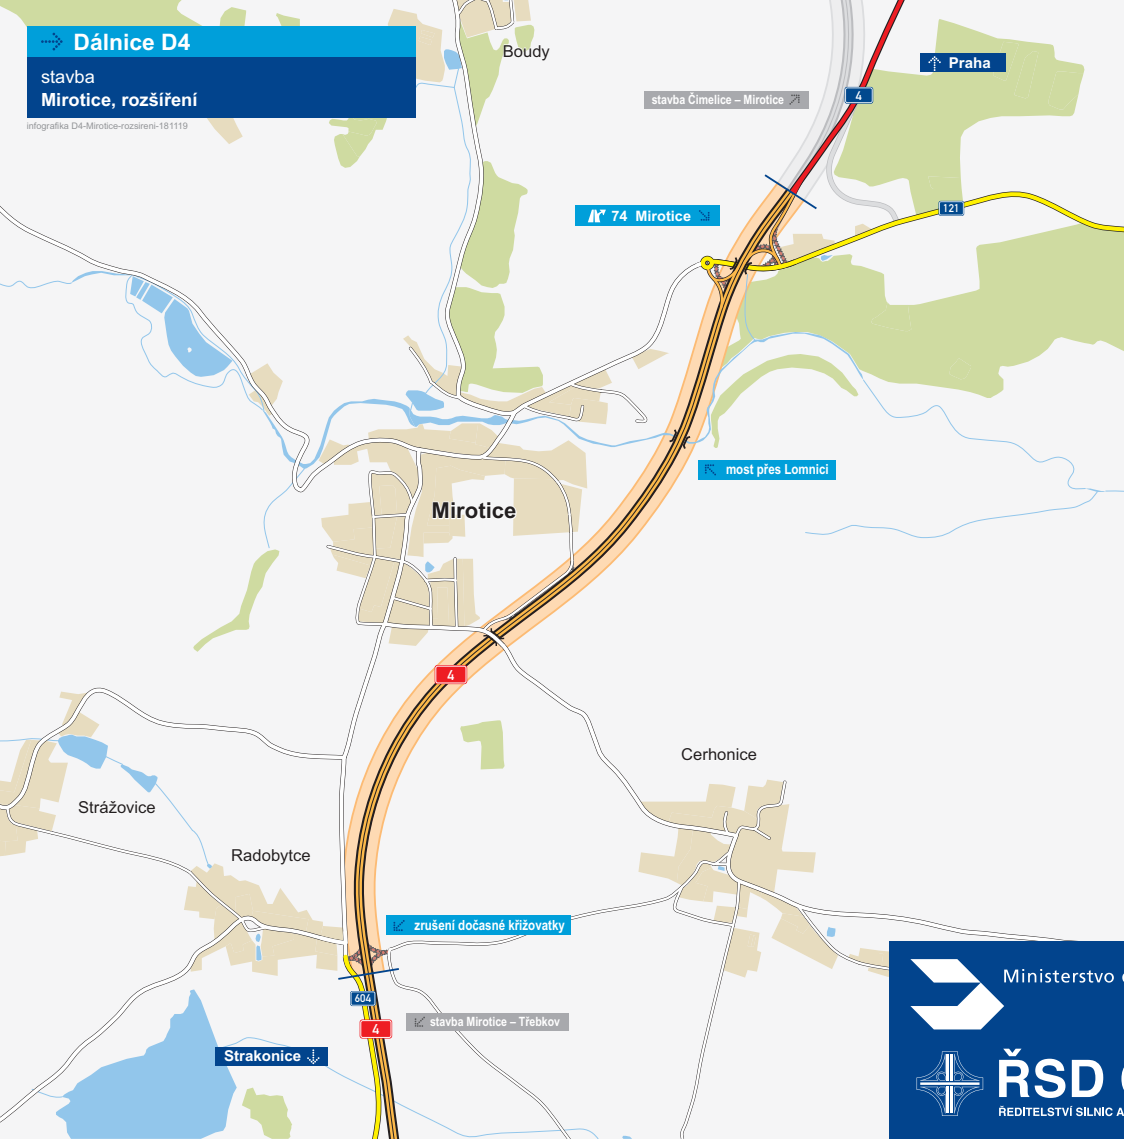 Dálnice D4
stavba
Mirotice, rozšíření
infografika D4-Mirotice-rozsireni-181119
Boudy
Praha
stavba Čimelice – Mirotice
4
74 Mirotice
121
most přes Lomnici
Mirotice
4
Cerhonice
Strážovice
Radobytce
zrušení dočasné křižovatky
604
stavba Mirotice – Třebkov
4
Strakonice
Ministerstvo
ŘSD
ŘEDITELSTVÍ SILNIC A